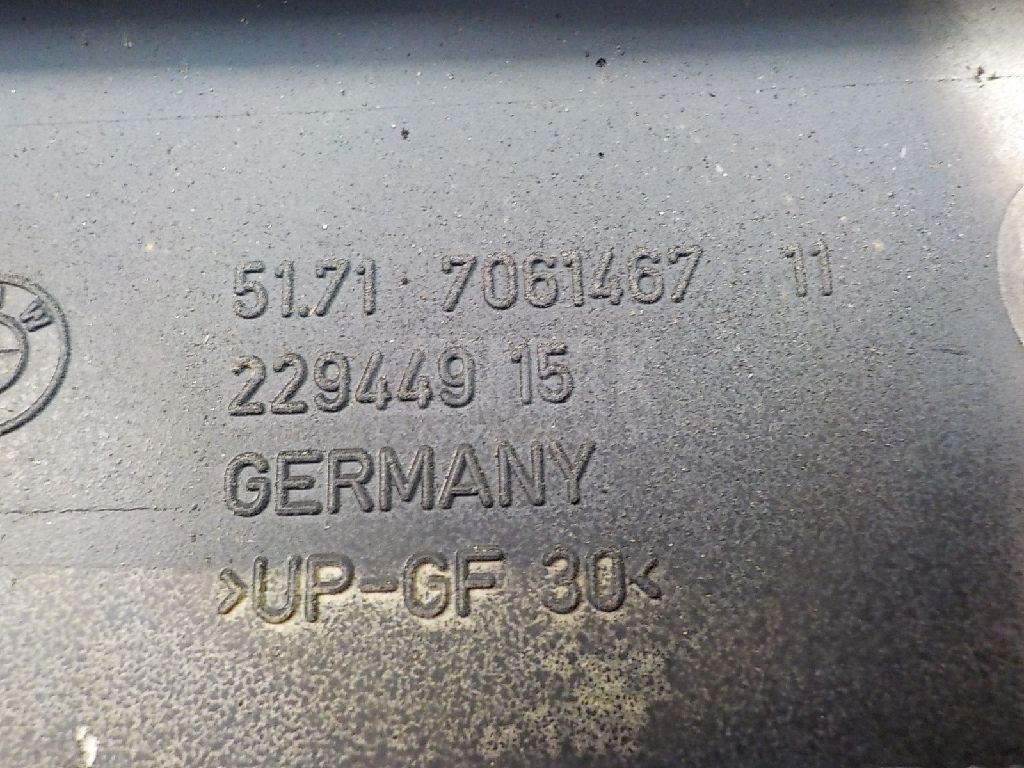 51.71 7061467 11
229449 15
GERMANY
>UP-GF 30<
W